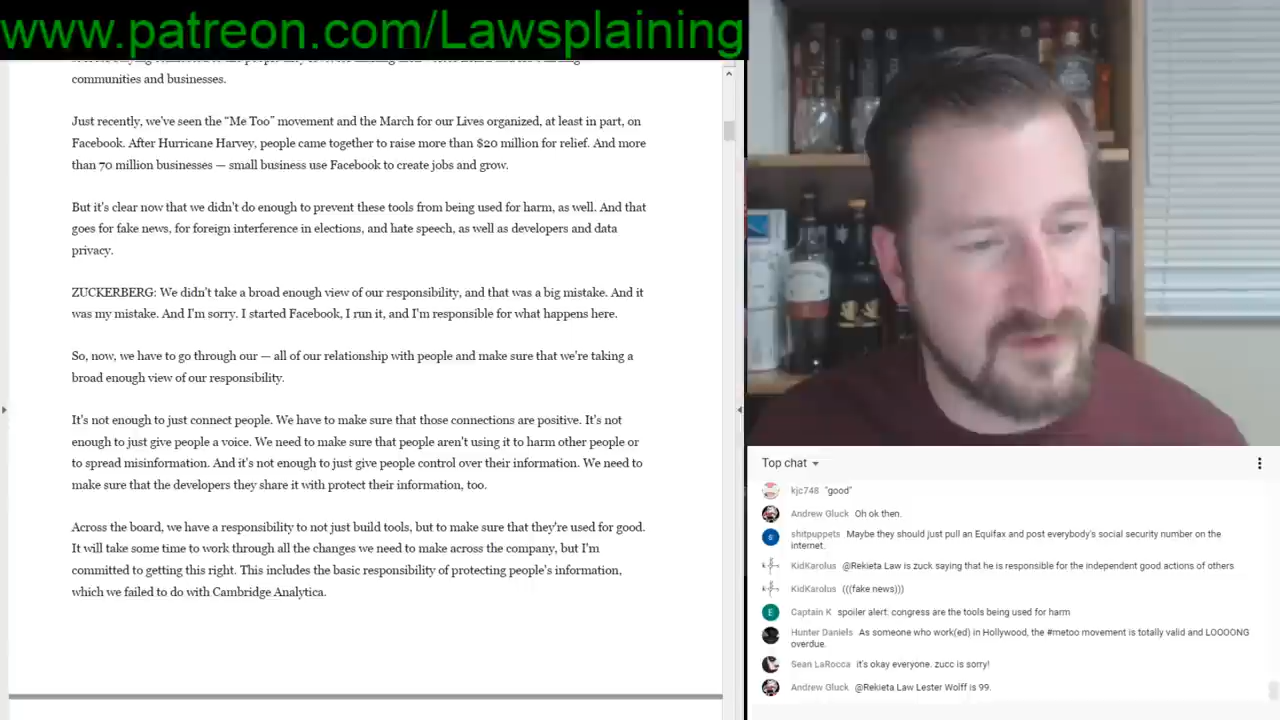 www.patreon.com/Lawsplaining
communities and businesses.
Just recently, we've seen the “Me Too” movement and the March for our Lives organized, at least in part, on
Facebook. After Hurricane Harvey, people came together to raise more than $20 million for relief. And more
than 70 million businesses — small business use Facebook to create jobs and grow.
But it's clear now that we didn't do enough to prevent these tools from being used for harm, as well. And that
goes for fake news, for foreign interference in elections, and hate speech, as well as developers and data
privacy.
ZUCKERBERG: We didn't take a broad enough view of our responsibility, and that was a big mistake. And it
was my mistake. And I'm sorry. I started Facebook, I run it, and I'm responsible for what happens here.
So, now, we have to go through our — all of our relationship with people and make sure that we're taking a
broad enough view of our responsibility.
It's not enough to just connect people. We have to make sure that those connections are positive. It's not
enough to just give people a voice. We need to make sure that people aren't using it to harm other people or
to spread misinformation. And it's not enough to just give people control over their information. We need to
make sure that the developers they share it with protect their information, too.
Across the board, we have a responsibility to not just build tools, but to make sure that they're used for good.
It will take some time to work through all the changes we need to make across the company, but I'm
committed to getting this right. This includes the basic responsibility of protecting people's information,
which we failed to do with Cambridge Analytica.
Top chat
kjc748 "good"
Andrew Gluck Oh ok then.
shitpuppets Maybe they should just pull an Equifax and post everybody's social security number on the
internet.
KidKarolus @Rekieta Law is zuck saying that he is responsible for the independent good actions of others
KidKarolus (((fake news)))
Captain K spoiler alert: congress are the tools being used for harm
Hunter Daniels As someone who work(ed) in Hollywood, the #metoo movement is totally valid and LOOOONG
overdue.
Sean LaRocca it's okay everyone. zucc is sorry!
Andrew Gluck @Rekieta Law Lester Wolff is 99.